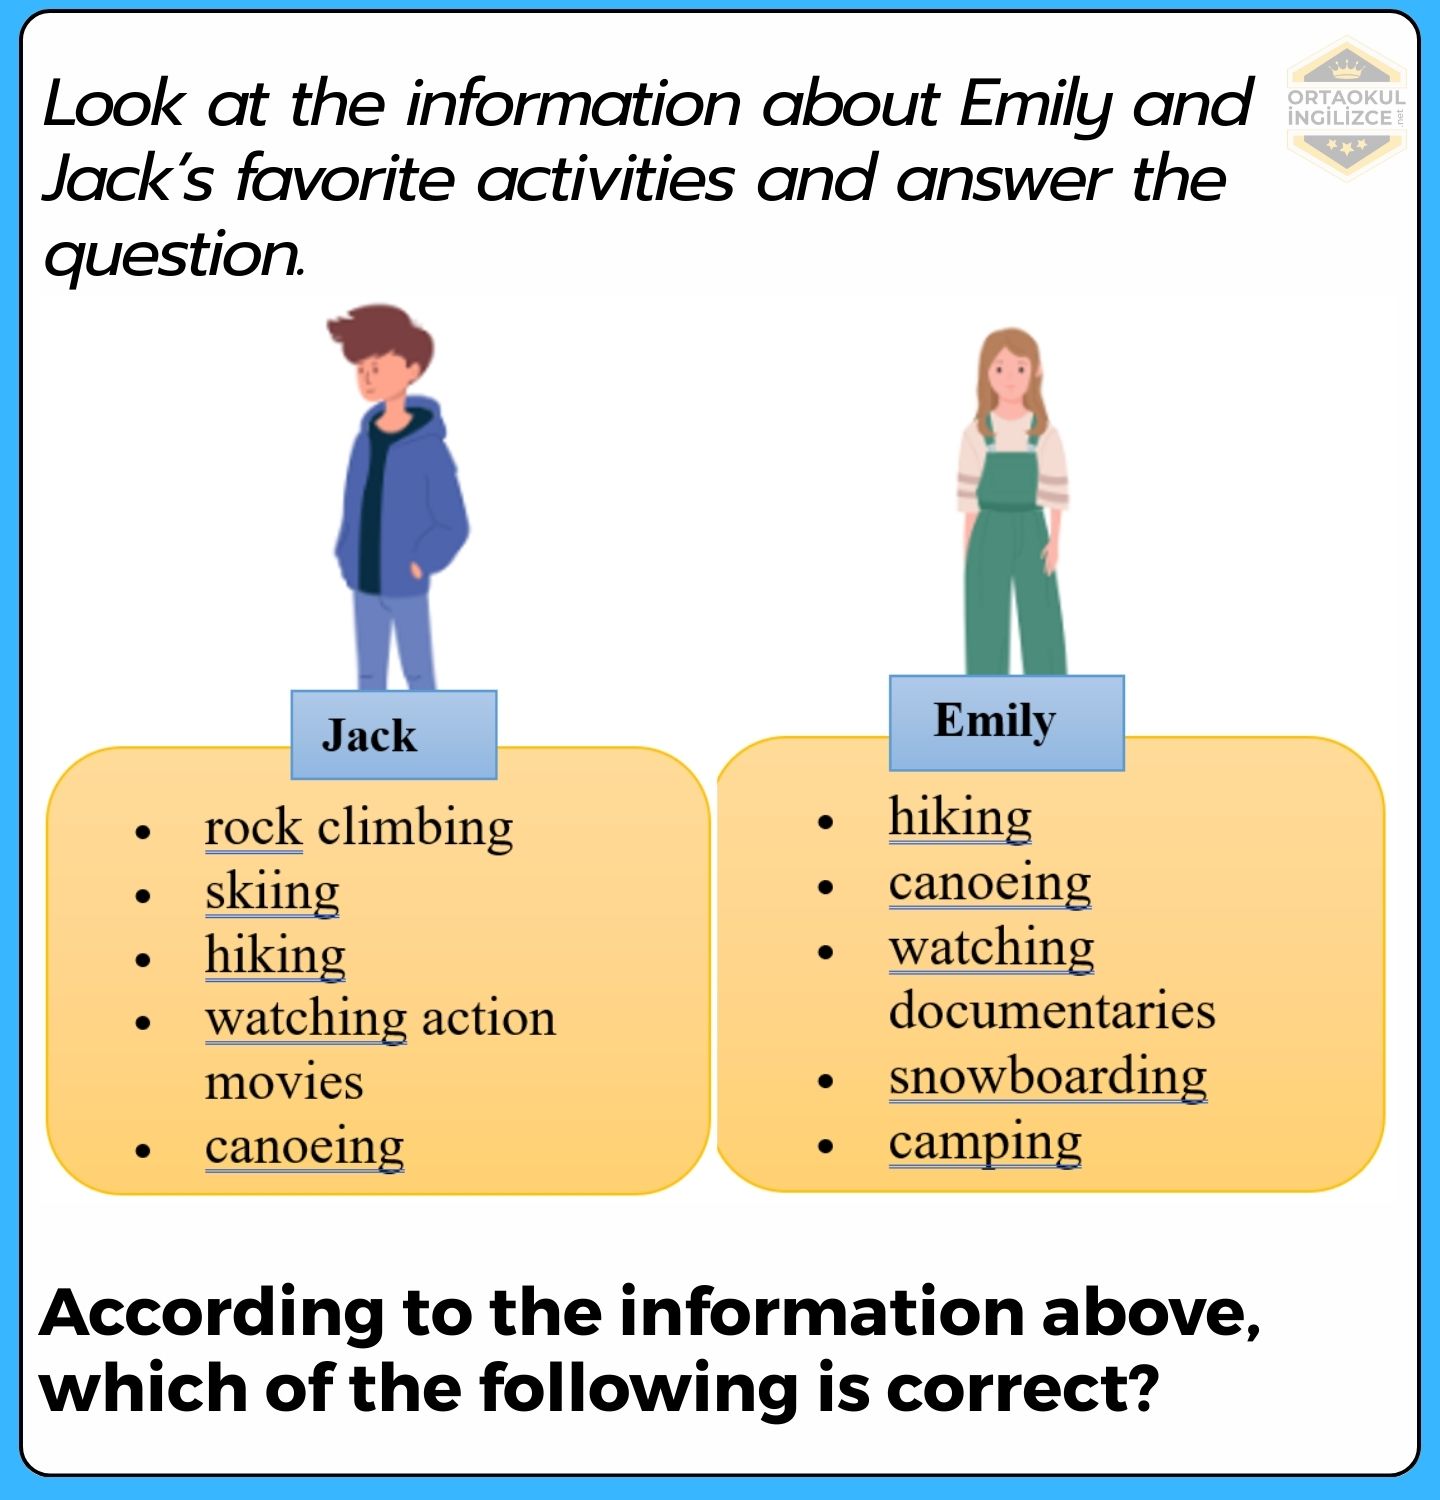 Look at the information about Emily and
Jack's favorite activities and answer the
question.
ORTAOKUL
İNGİLİZCE
.net
Jack
rock climbing
skiing
hiking
watching action
movies
canoeing
Emily
hiking
canoeing
watching
documentaries
snowboarding
camping
According to the information above,
which of the following is correct?